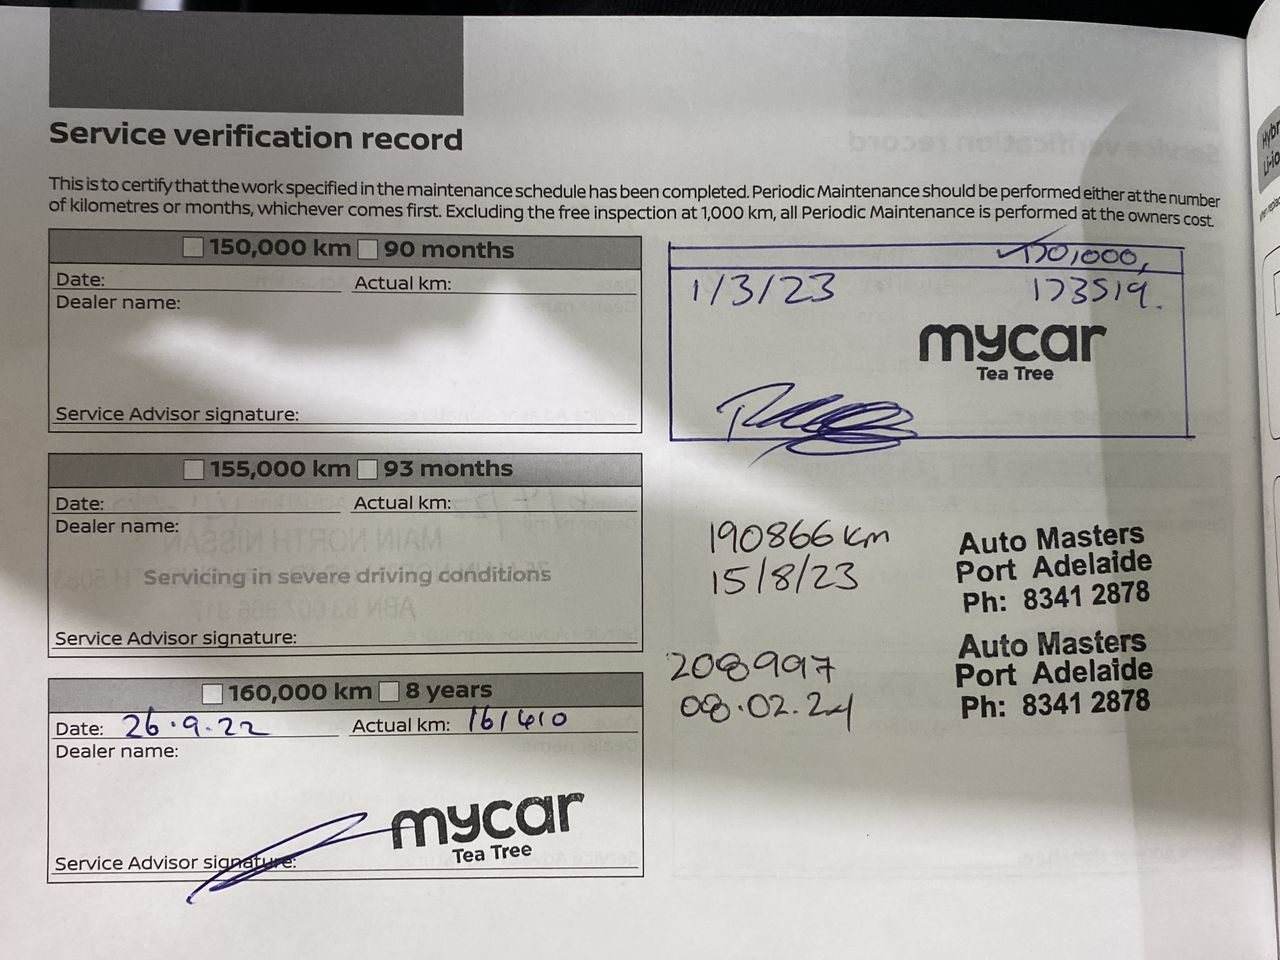 Service verification record
This is to certify that the work specified in the maintenance schedule has been completed. Periodic Maintenance should be performed either at the number
of kilometres or months, whichever comes first. Excluding the free inspection at 1,000 km, all Periodic Maintenance is performed at the owners cost.
150,000 km 90 months
Date: Actual km:
Dealer name:
Service Advisor signature:
155,000 km 93 months
Date: Actual km:
Dealer name:
Servicing in severe driving conditions
Service Advisor signature:
160,000 km 8 years
Date: 26.9.22 Actual km: 161410
Dealer name:
mycar
Tea Tree
Service Advisor signature:
170,000,
1/3/23 173519.
mycar
Tea Tree
190866 km
15/8/23
Auto Masters
Port Adelaide
Ph: 8341 2878
208997
08.02.24
Auto Masters
Port Adelaide
Ph: 8341 2878